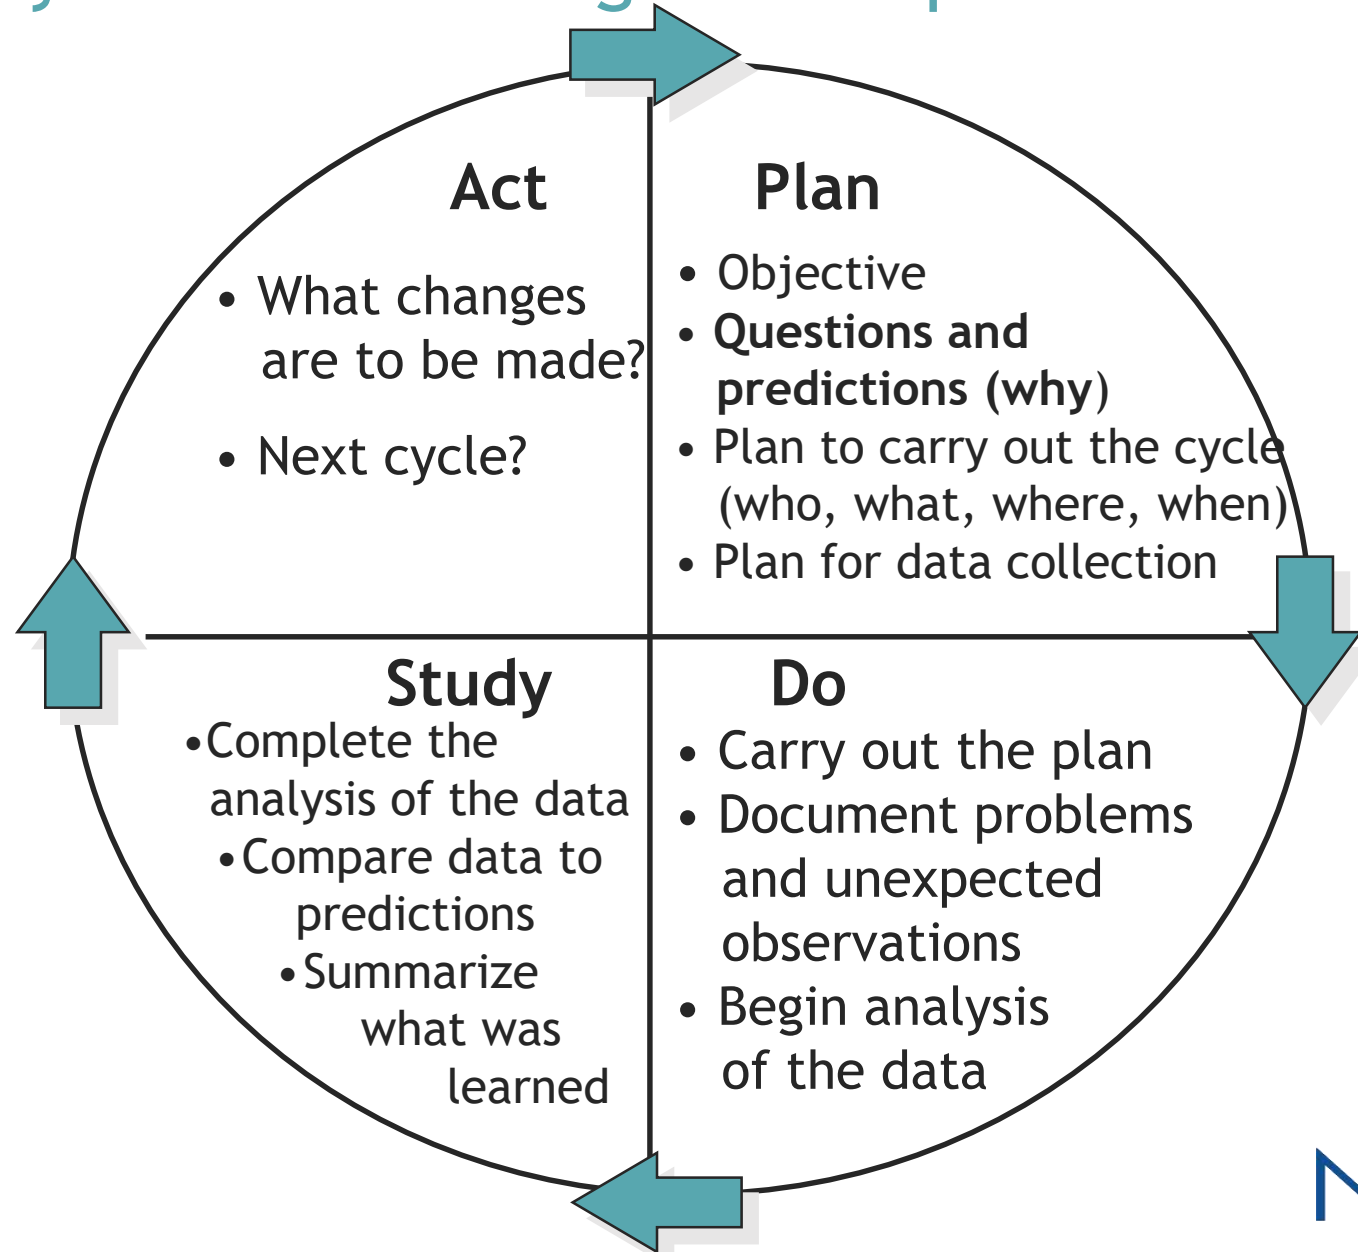 Act
• What changes
are to be made?
• Next cycle?
Plan
• Objective
• Questions and
predictions (why)
• Plan to carry out the cycle
(who, what, where, when)
• Plan for data collection
Study
•Complete the
analysis of the data
•Compare data to
predictions
•Summarize
what was
learned
Do
• Carry out the plan
• Document problems
and unexpected
observations
• Begin analysis
of the data